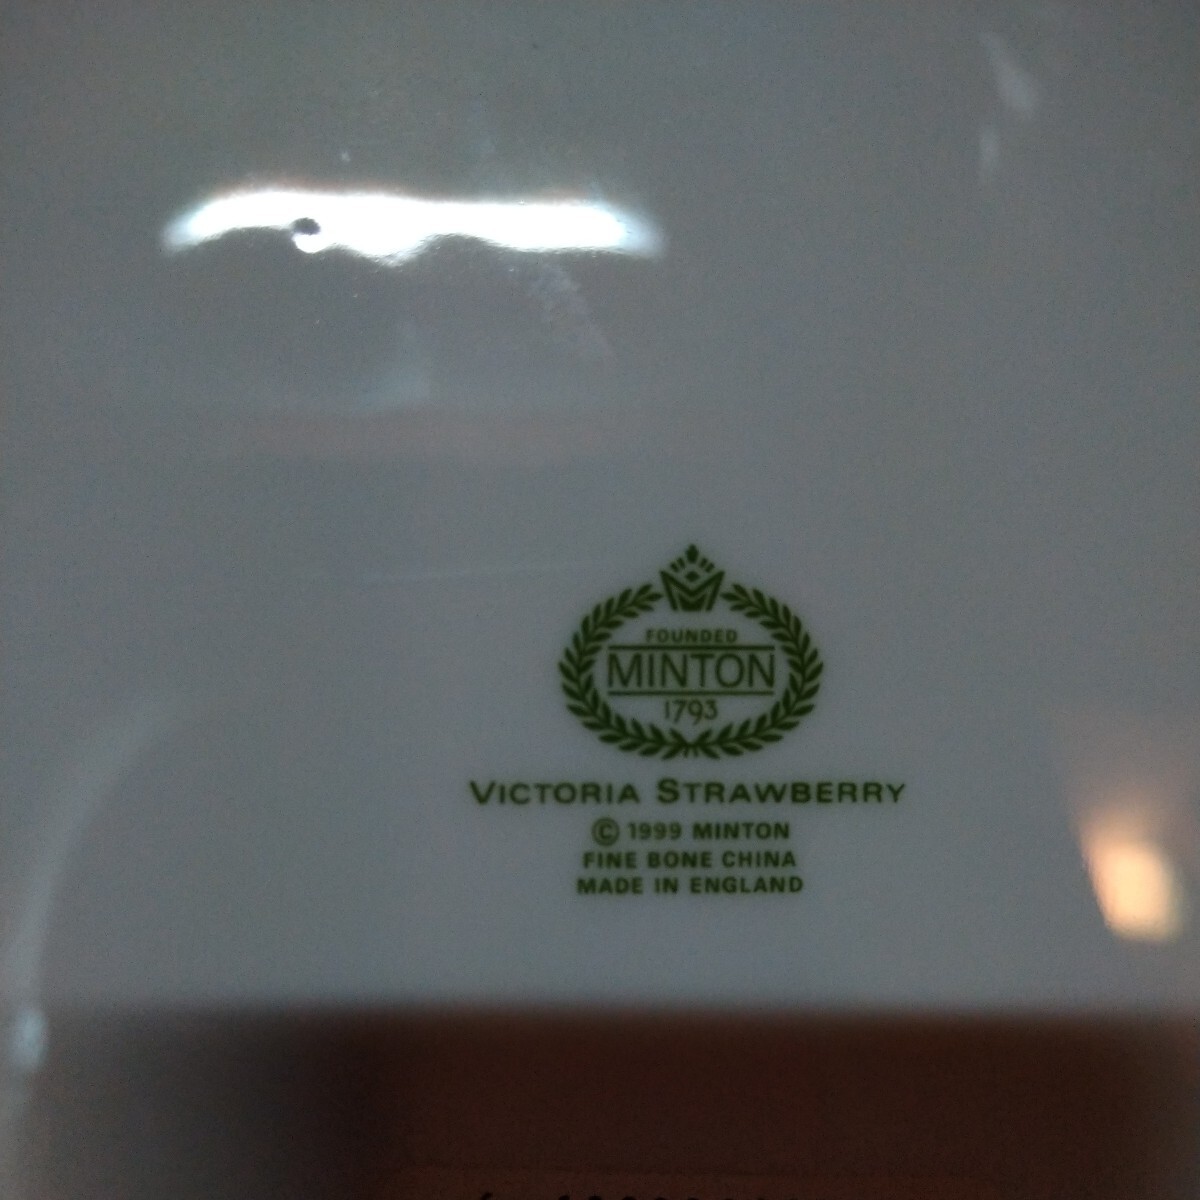 FOUNDED
MINTON
1793
VICTORIA STRAWBERRY
© 1999 MINTON
FINE BONE CHINA
MADE IN ENGLAND